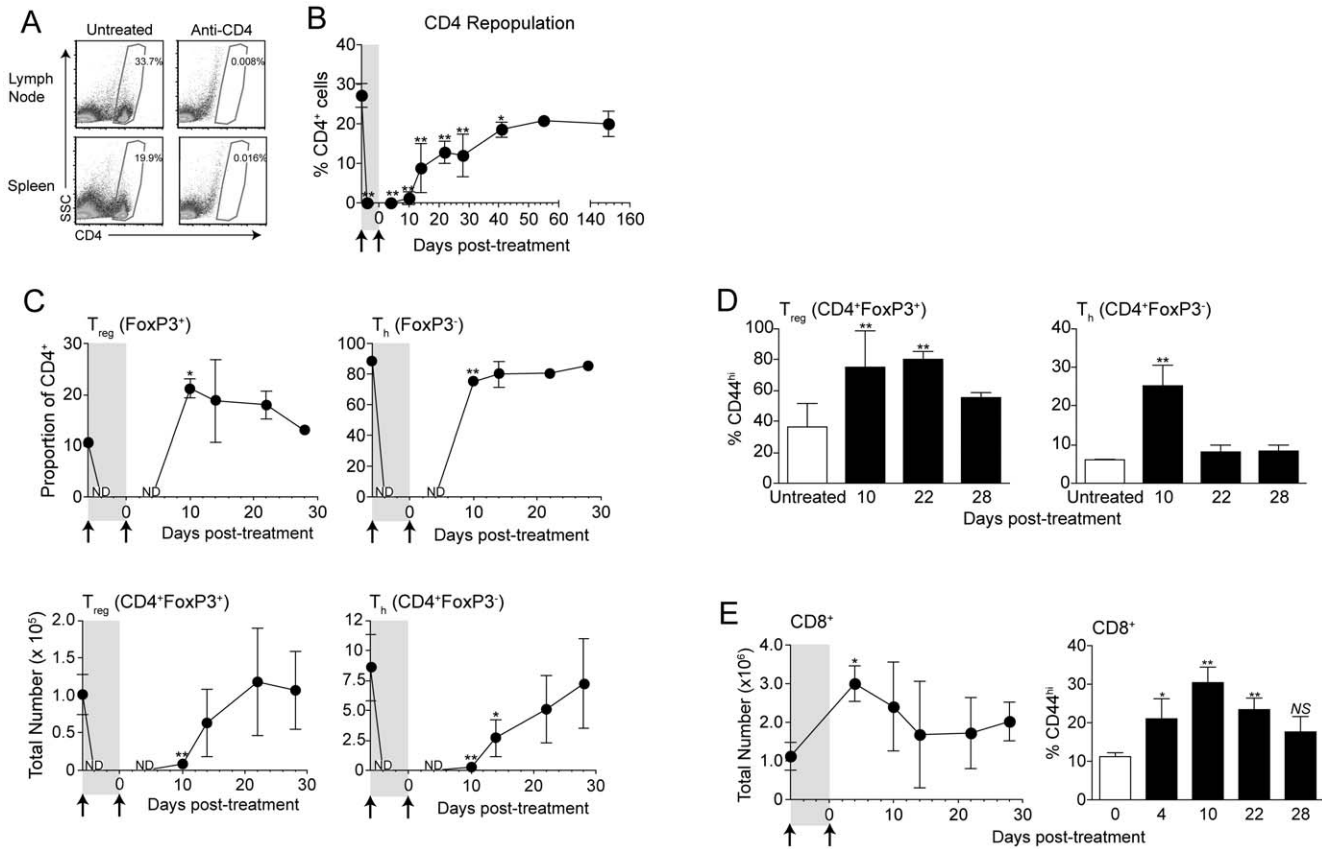 A
Untreated
Anti-CD4
Lymph
Node
33.7%
0.008%
Spleen
19.9%
0.016%
SSC
CD4
B
CD4 Repopulation
% CD4⁺ cells
40
30
20
10
0
**
**
**
**
**
**
*
0 10 20 30 40 50 60 140 160
Days post-treatment
C
T_reg (FoxP3⁺)
Proportion of CD4⁺
30
20
10
0
ND
ND
*
0 10 20 30
Days post-treatment
T_h (FoxP3⁻)
100
80
60
40
20
0
ND
ND
**
0 10 20 30
Days post-treatment
T_reg (CD4⁺FoxP3⁺)
Total Number (x 10⁵)
2.0
1.5
1.0
0.5
0
ND
ND
**
0 10 20 30
Days post-treatment
T_h (CD4⁺FoxP3⁻)
12
10
7.5
5.0
2.5
0
ND
ND
**
*
0 10 20 30
Days post-treatment
D
T_reg (CD4⁺FoxP3⁺)
% CD44ʰⁱ
100
80
60
40
20
0
**
**
Untreated 10 22 28
T_h (CD4⁺FoxP3⁻)
40
30
20
10
0
**
Untreated 10 22 28
Days post-treatment
E
CD8⁺
Total Number (x10⁶)
4.0
3.0
2.0
1.0
0
*
0 10 20 30
Days post-treatment
CD8⁺
% CD44ʰⁱ
40
30
20
10
0
*
**
**
NS
0 4 10 22 28
Days post-treatment